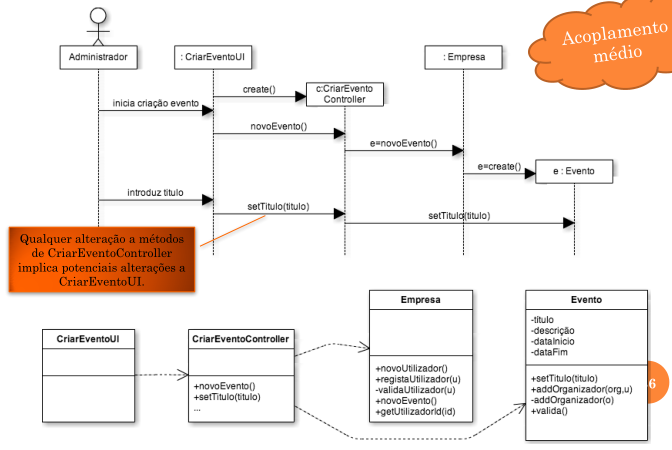 Acoplamento
médio
Administrador
: CriarEventoUI
: Empresa
create()
c:CriarEvento
Controller
inicia criação evento
novoEvento()
e=novoEvento()
e=create()
e : Evento
introduz titulo
setTitulo(titulo)
setTitulo(titulo)
Qualquer alteração a métodos
de CriarEventoController
implica potenciais alterações a
CriarEventoUI.
CriarEventoUI
CriarEventoController
+novoEvento()
+setTitulo(titulo)
...
Empresa
+novoUtilizador()
+registaUtilizador(u)
-validaUtilizador(u)
+novoEvento()
+getUtilizadorId(id)
Evento
-título
-descrição
-dataInicio
-dataFim
+setTitulo(titulo)
+addOrganizador(org,u)
-addOrganizador(o)
+valida()
6